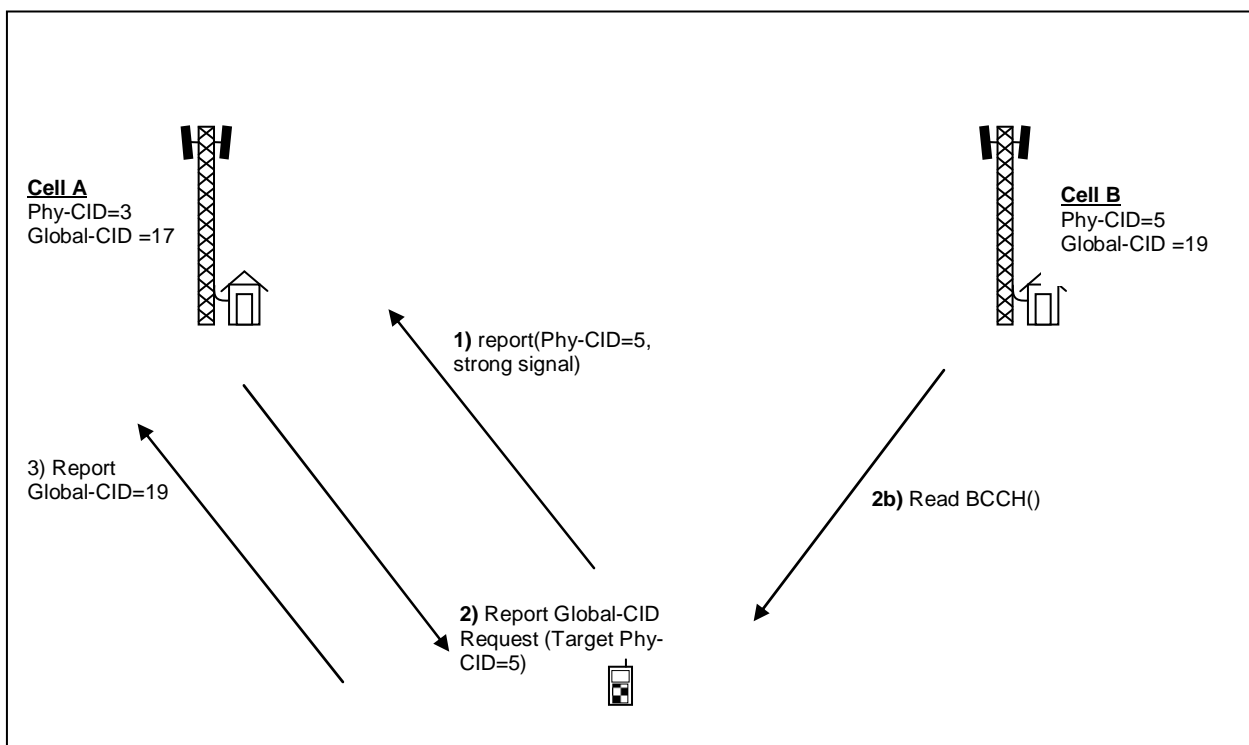 Cell A
Phy-CID=3
Global-CID =17
Cell B
Phy-CID=5
Global-CID =19
1) report(Phy-CID=5,
strong signal)
3) Report
Global-CID=19
2b) Read BCCH()
2) Report Global-CID
Request (Target Phy-
CID=5)